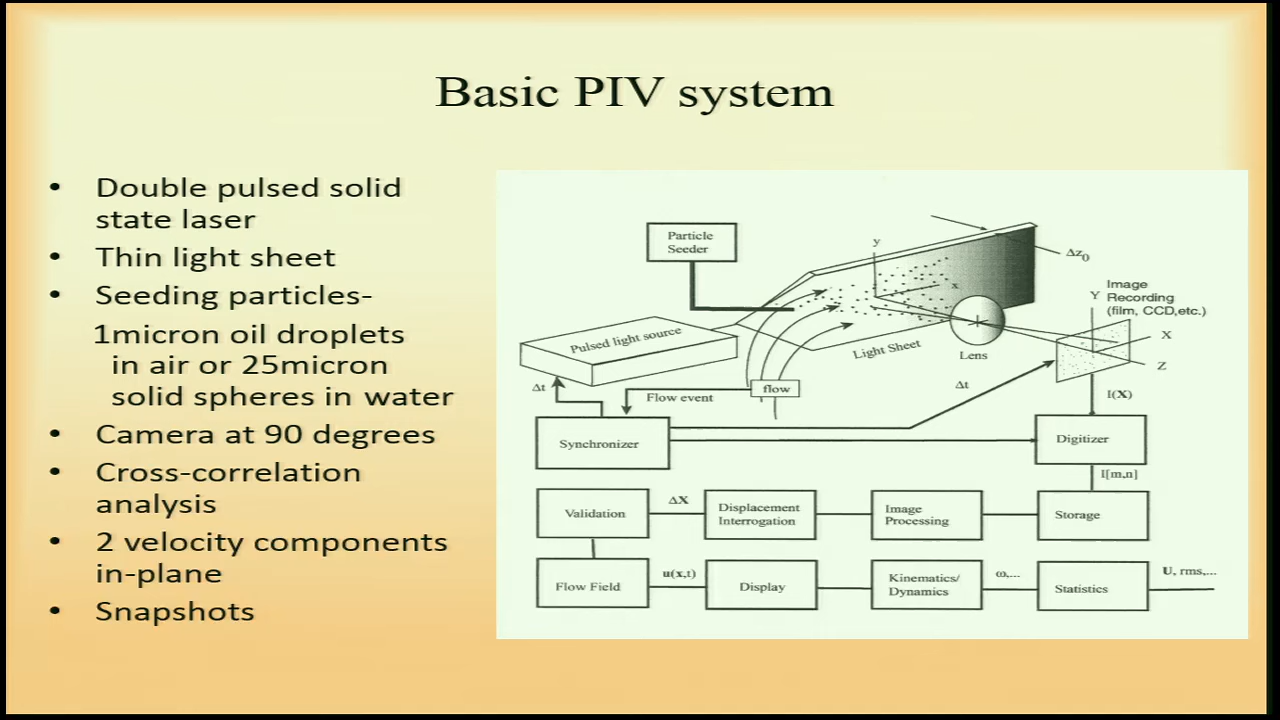 Basic PIV system
• Double pulsed solid
state laser
• Thin light sheet
• Seeding particles-
1micron oil droplets
in air or 25micron
solid spheres in water
• Camera at 90 degrees
• Cross-correlation
analysis
• 2 velocity components
in-plane
• Snapshots
Particle
Seeder
y
x
Δz₀
Image
Recording
(film, CCD,etc.)
Y
X
Z
Pulsed light source
Light Sheet
Lens
Δt
Flow event
flow
Δt
I(X)
Synchronizer
Digitizer
I[m,n]
Validation
ΔX
Displacement
Interrogation
Image
Processing
Storage
Flow Field
u(x,t)
Display
Kinematics/
Dynamics
ω,...
Statistics
U, rms,...